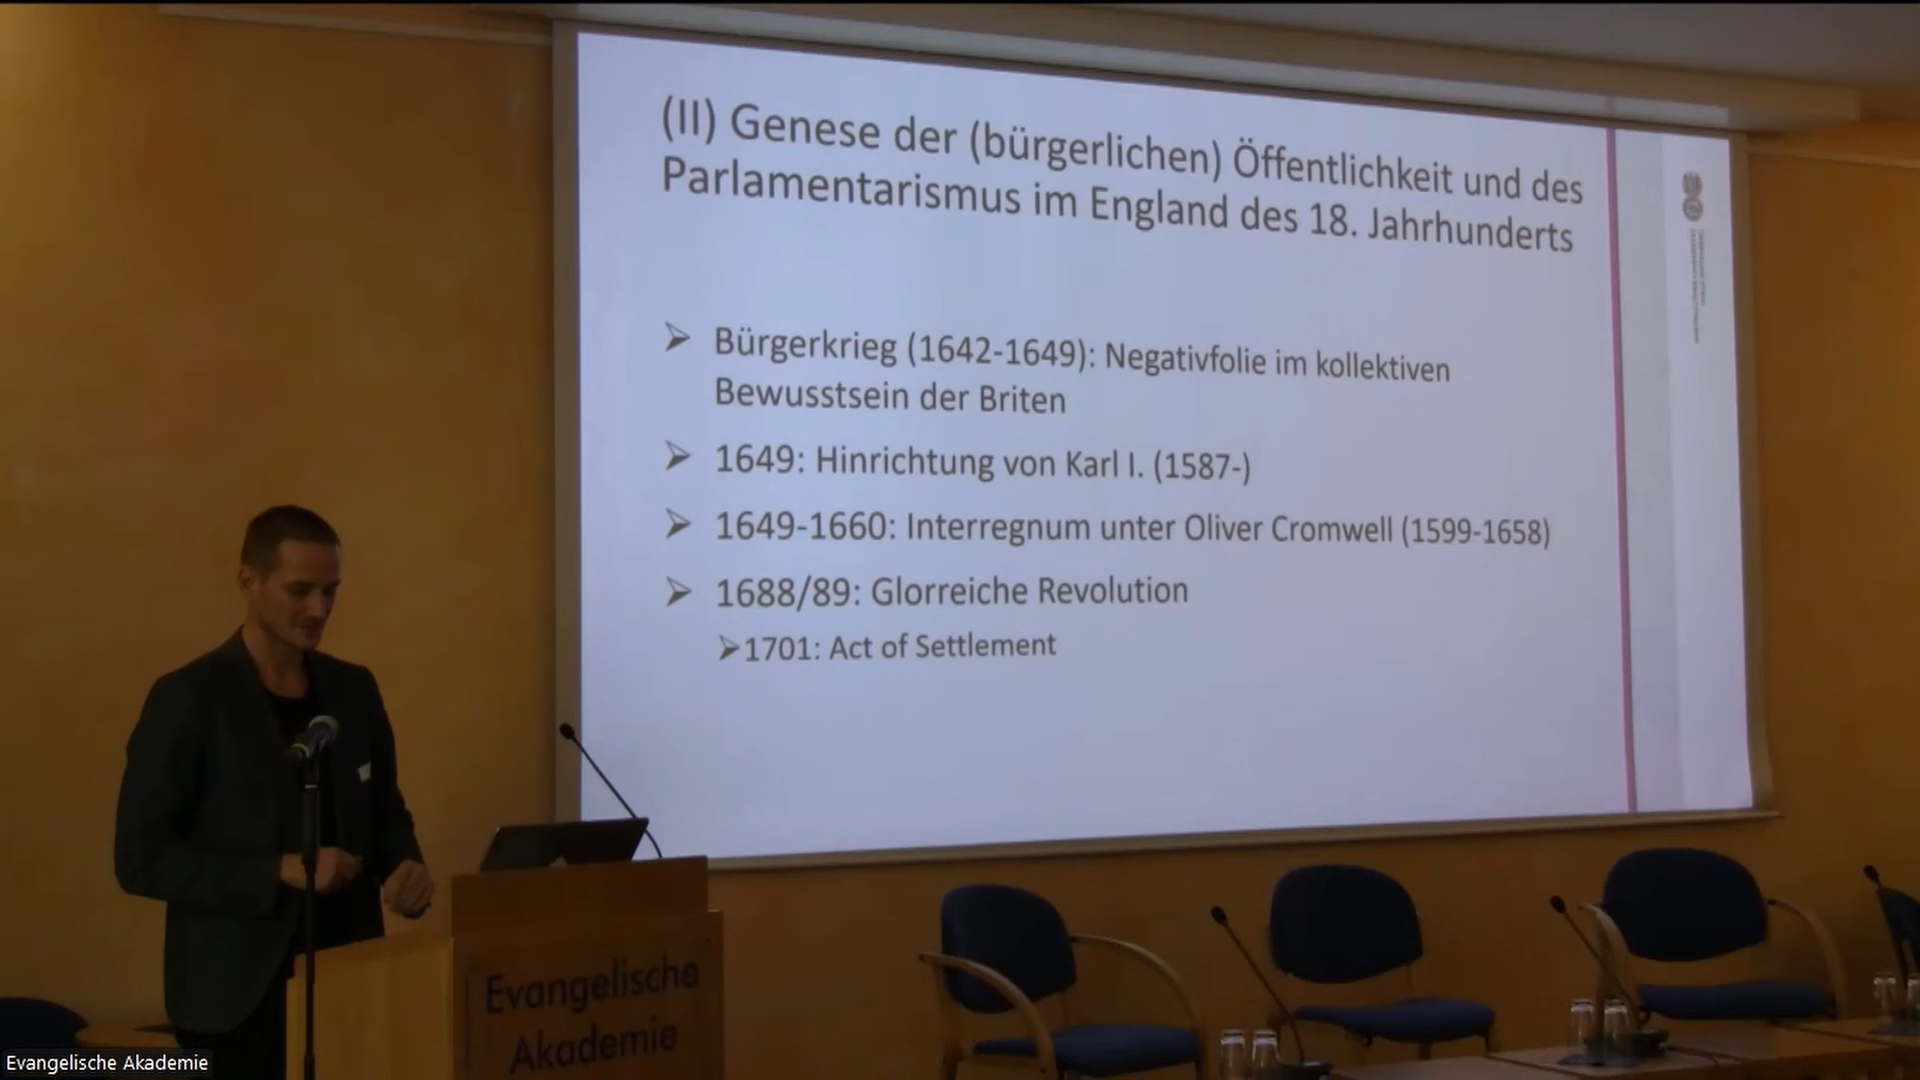 (II) Genese der (bürgerlichen) Öffentlichkeit und des
Parlamentarismus im England des 18. Jahrhunderts
Bürgerkrieg (1642-1649): Negativfolie im kollektiven
Bewusstsein der Briten
1649: Hinrichtung von Karl I. (1587-)
1649-1660: Interregnum unter Oliver Cromwell (1599-1658)
1688/89: Glorreiche Revolution
1701: Act of Settlement
Evangelische
Akademie
Evangelische Akademie